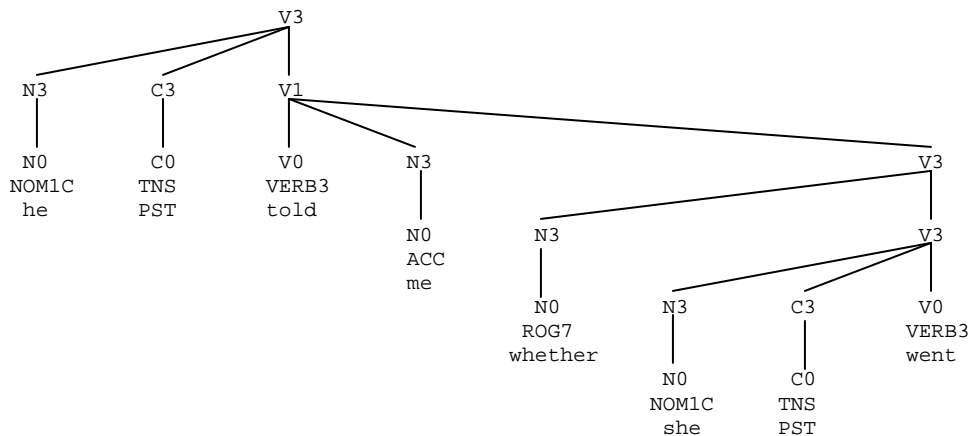 V3
N3 C3 V1
N0 C0 V0 N3 V3
NOM1C TNS VERB3
he PST told
N0 N3 V3
ACC
me
N0 N3 C3 V0
ROG7 VERB3
whether went
N0 C0
NOM1C TNS
she PST